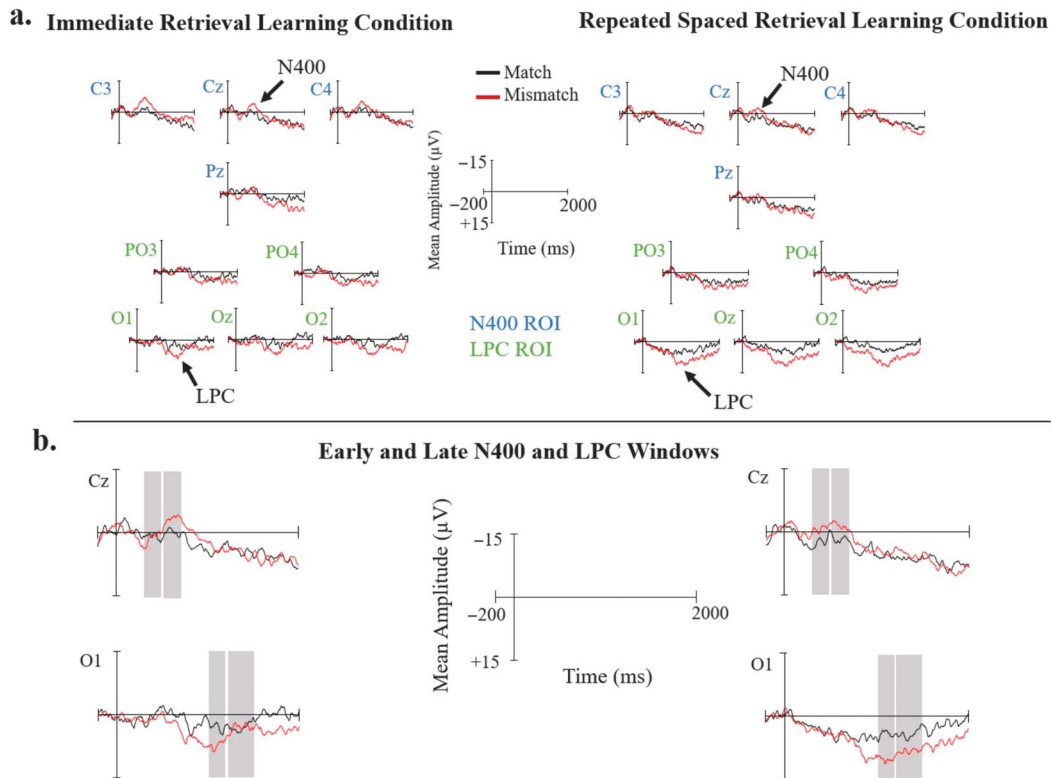 a. Immediate Retrieval Learning Condition
Repeated Spaced Retrieval Learning Condition
N400
C3
Cz
C4
Pz
PO3
PO4
O1
Oz
O2
LPC
Match
Mismatch
Mean Amplitude (μV)
−15
−200
2000
+15
Time (ms)
N400 ROI
LPC ROI
N400
C3
Cz
C4
Pz
PO3
PO4
O1
Oz
O2
LPC
b.
Early and Late N400 and LPC Windows
Cz
O1
Mean Amplitude (μV)
−15
−200
2000
+15
Time (ms)
Cz
O1